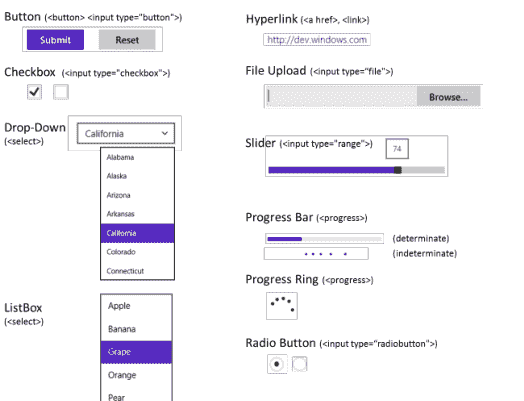 Button (<button> <input type="button">)
Submit
Reset
Checkbox (<input type="checkbox">)
Drop-Down
(<select>)
California
Alabama
Alaska
Arizona
Arkansas
California
Colorado
Connecticut
ListBox
(<select>)
Apple
Banana
Grape
Orange
Pear
Hyperlink (<a href>, <link>)
http://dev.windows.com
File Upload (<input type="file">)
Browse...
Slider (<input type="range">)
74
Progress Bar (<progress>)
(determinate)
(indeterminate)
Progress Ring (<progress>)
Radio Button (<input type="radiobutton">)